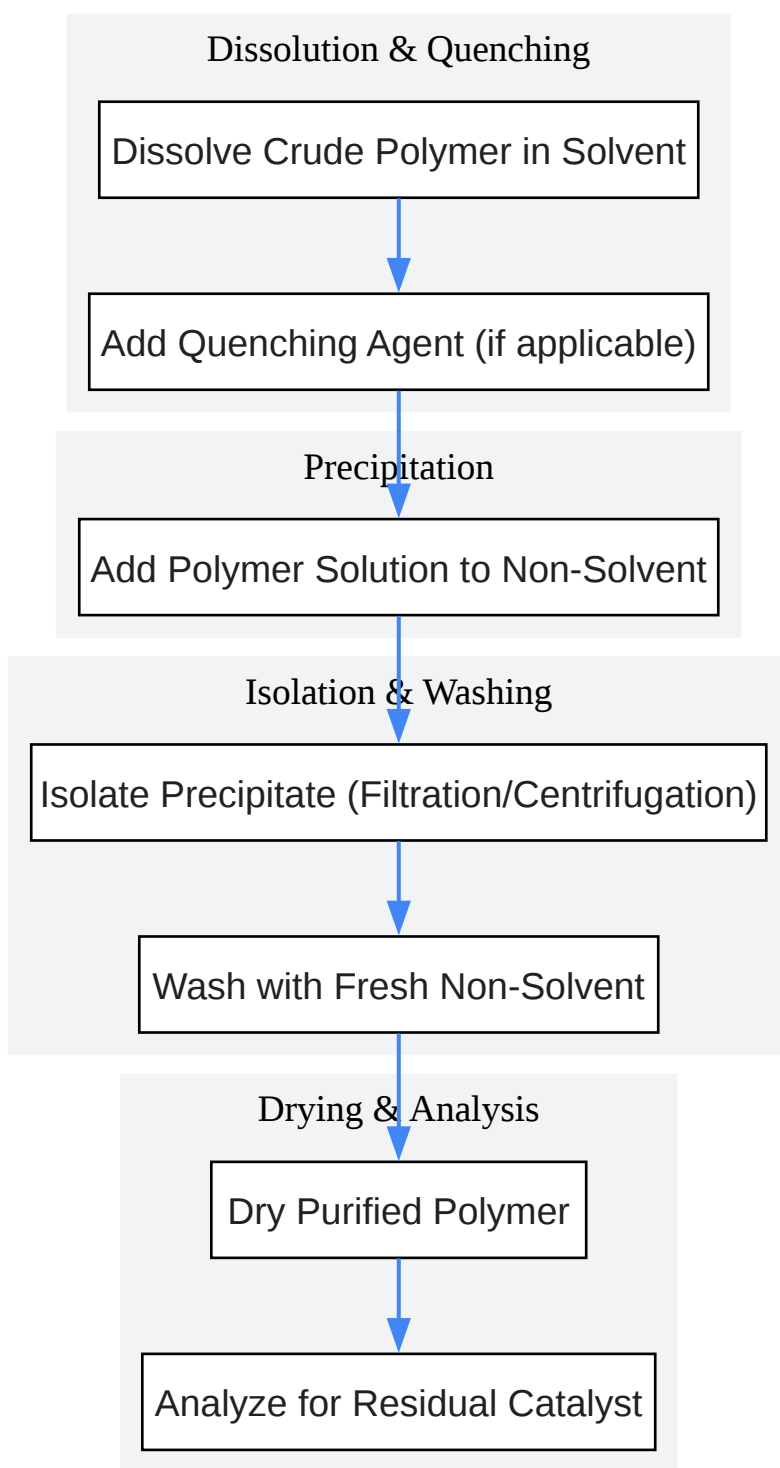 Dissolution & Quenching
Dissolve Crude Polymer in Solvent
Add Quenching Agent (if applicable)
Precipitation
Add Polymer Solution to Non-Solvent
Isolation & Washing
Isolate Precipitate (Filtration/Centrifugation)
Wash with Fresh Non-Solvent
Drying & Analysis
Dry Purified Polymer
Analyze for Residual Catalyst